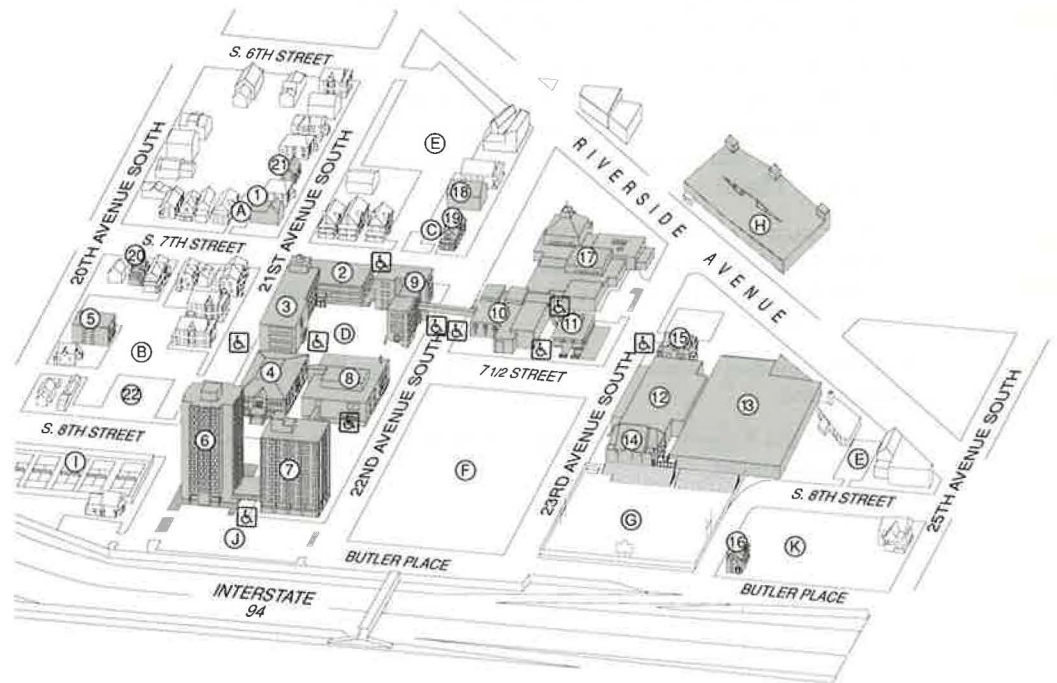 S. 6TH STREET
20TH AVENUE SOUTH
21ST AVENUE SOUTH
RIVERSIDE AVENUE
E
21
1
A
18
19
C
H
S. 7TH STREET
20
2
9
17
3
10
11
5
D
B
15
7 1/2 STREET
4
8
12
13
22
S. 8TH STREET
6
7
22ND AVENUE SOUTH
F
23RD AVENUE SOUTH
14
E
25TH AVENUE SOUTH
I
S. 8TH STREET
G
J
16
K
BUTLER PLACE
BUTLER PLACE
INTERSTATE
94